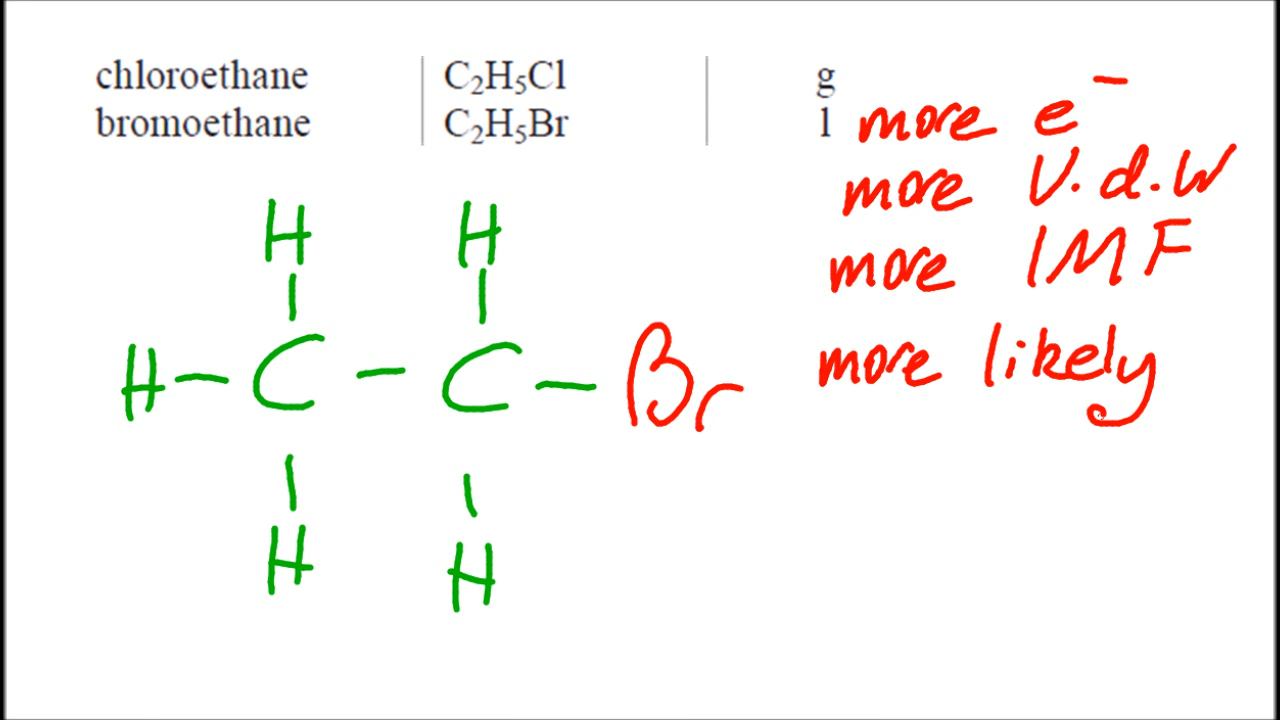 chloroethane C₂H₅Cl g
bromoethane C₂H₅Br l
more e⁻
more V.d.W
more IMF
more likely
H H
H – C – C – Br
H H